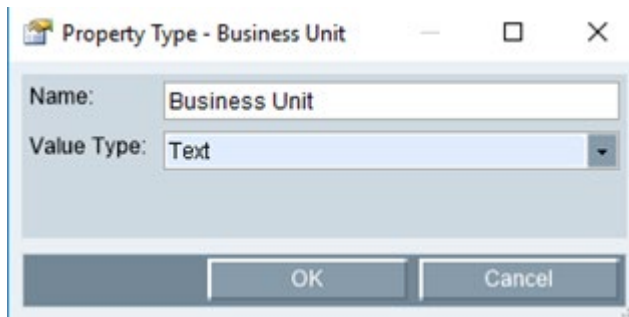 Property Type - Business Unit
Name: Business Unit
Value Type: Text
OK Cancel